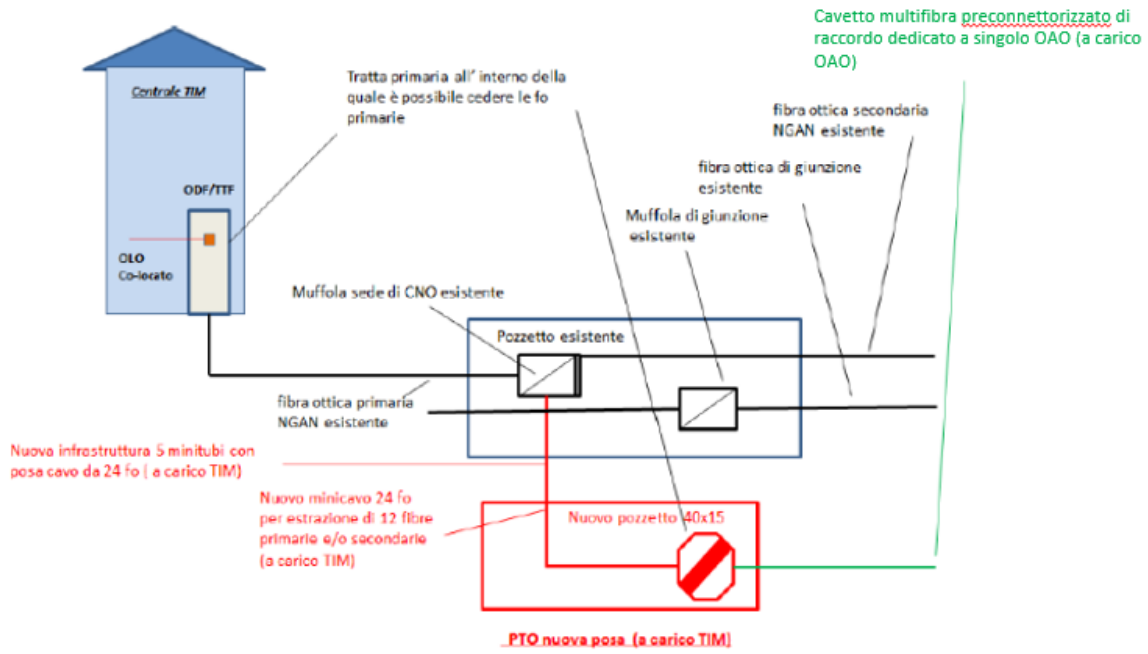 Cavetto multifibra preconnettorizzato di
raccordo dedicato a singolo OAO (a carico
OAO)
Centrale TIM
Tratta primaria all' interno della
quale è possibile cedere le fo
primarie
fibra ottica secondaria
NGAN esistente
fibra ottica di giunzione
esistente
ODF/TTF
Muffola di giunzione
esistente
OLO
Co-locato
Muffola sede di CNO esistente
Pozzetto esistente
fibra ottica primaria
NGAN esistente
Nuova infrastruttura 5 minitubi con
posa cavo da 24 fo ( a carico TIM)
Nuovo minicavo 24 fo
per estrazione di 12 fibre
primarie e/o secondarie
(a carico TIM)
Nuovo pozzetto 40x15
PTO nuova posa (a carico TIM)